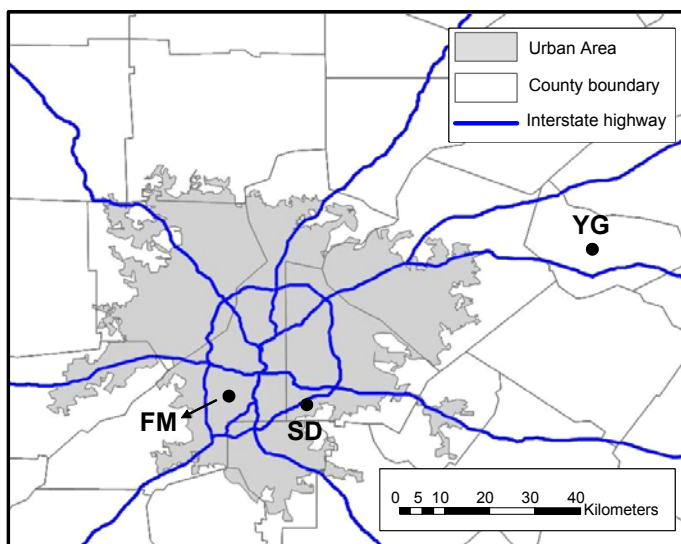 Urban Area
County boundary
Interstate highway
YG
FM
SD
0 5 10 20 30 40
Kilometers